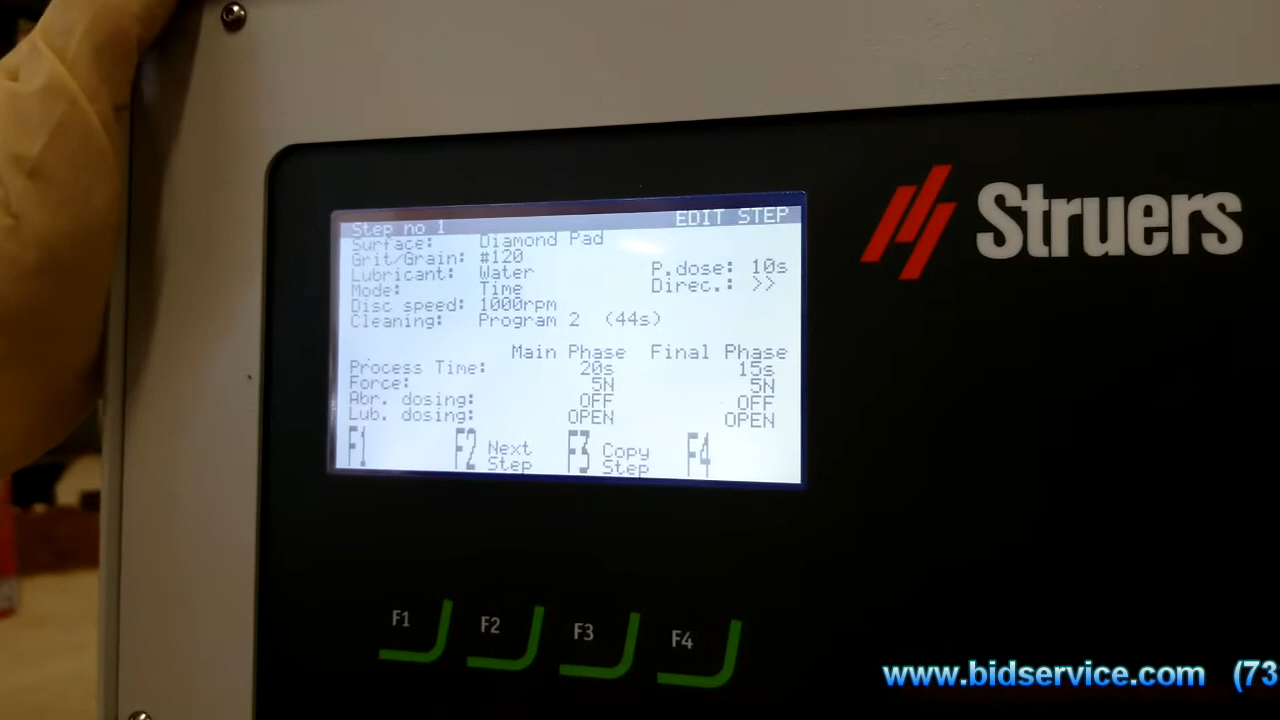 Struers
Step no 1 EDIT STEP
Surface: Diamond Pad
Grit/Grain: #120
Lubricant: Water P.dose: 10s
Mode: Time Direc.: >>
Disc speed: 1000rpm
Cleaning: Program 2 (44s)
Main Phase Final Phase
Process Time: 20s 15s
Force: 5N 5N
Abr. dosing: OFF OFF
Lub. dosing: OPEN OPEN
F1 F2 Next Step F3 Copy Step F4
F1 F2 F3 F4
www.bidservice.com (73